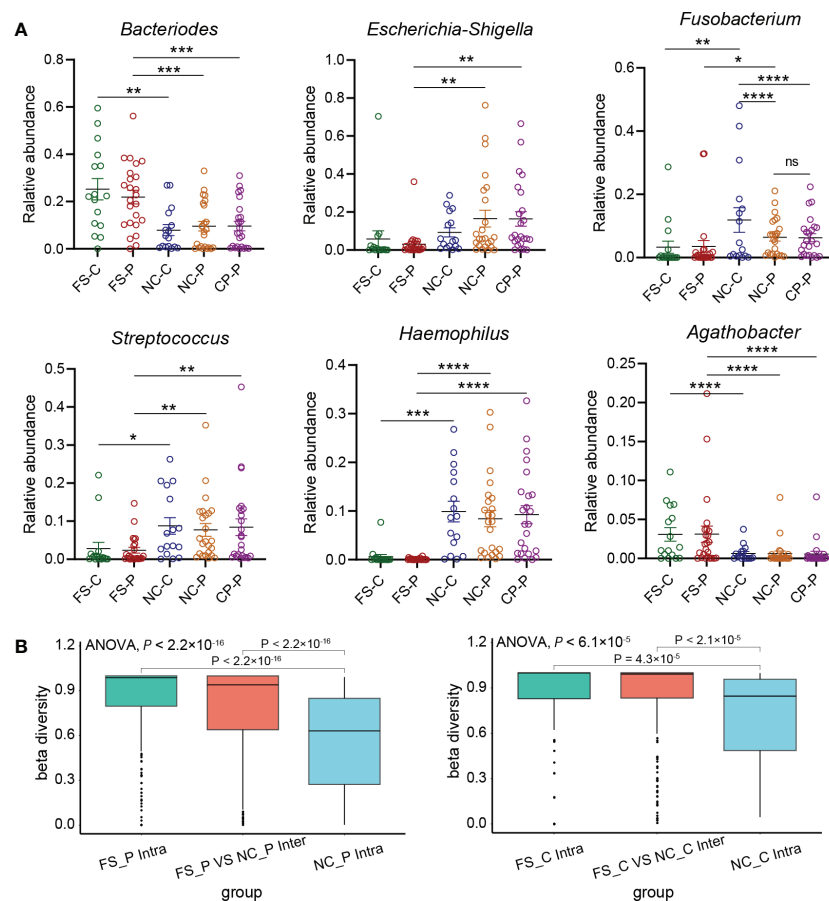 A
Bacteriodes
Ralative abundance
0.8
0.6
0.4
0.2
0.0
***
***
**
FS-C
FS-P
NC-C
NC-P
CP-P
Escherichia-Shigella
Ralative abundance
1.0
0.8
0.6
0.4
0.2
0.0
**
**
FS-C
FS-P
NC-C
NC-P
CP-P
Fusobacterium
Ralative abundance
0.6
0.4
0.2
0.0
**
*
****
****
ns
FS-C
FS-P
NC-C
NC-P
CP-P
Streptococcus
Ralative abundance
0.5
0.4
0.3
0.2
0.1
0.0
**
**
*
FS-C
FS-P
NC-C
NC-P
CP-P
Haemophilus
Ralative abundance
0.4
0.3
0.2
0.1
0.0
****
****
***
FS-C
FS-P
NC-C
NC-P
CP-P
Agathobacter
Ralative abundance
0.25
0.20
0.15
0.10
0.05
0.00
****
****
****
FS-C
FS-P
NC-C
NC-P
CP-P
B
beta diversity
1.2
0.9
0.6
0.3
0.0
ANOVA, P < 2.2×10-16
P < 2.2×10-16
P < 2.2×10-16
FS_P Intra
FS_P VS NC_P Inter
NC_P Intra
group
beta diversity
1.2
0.9
0.6
0.3
0.0
ANOVA, P < 6.1×10-5
P < 2.1×10-5
P = 4.3×10-5
FS_C Intra
FS_C VS NC_C Inter
NC_C Intra
group